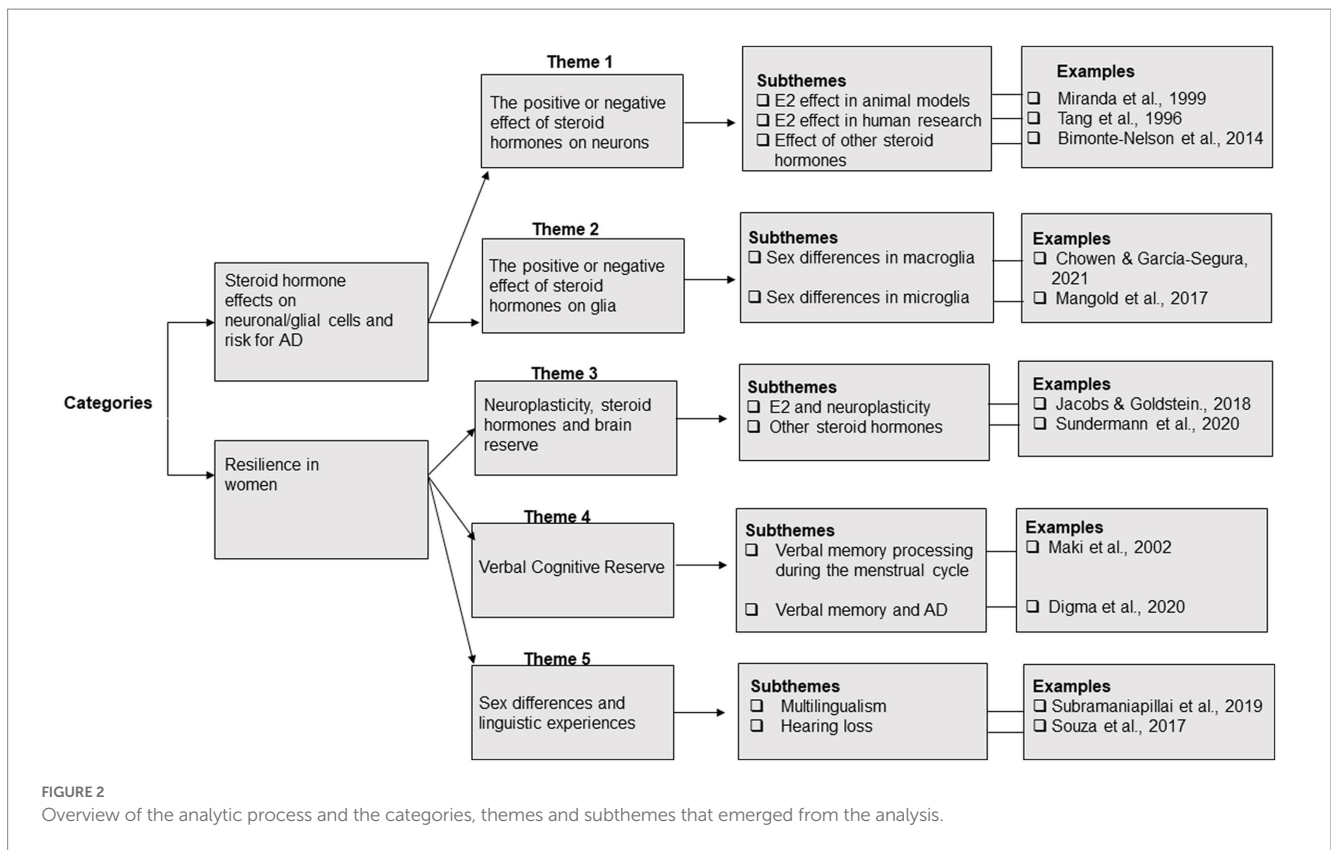 Categories
Steroid hormone
effects on
neuronal/glial cells and
risk for AD
Resilience in
women
Theme 1
The positive or negative
effect of steroid
hormones on neurons
Subthemes
❑ E2 effect in animal models
❑ E2 effect in human research
❑ Effect of other steroid
hormones
Examples
❑ Miranda et al., 1999
❑ Tang et al., 1996
❑ Bimonte-Nelson et al., 2014
Theme 2
The positive or negative
effect of steroid
hormones on glia
Subthemes
❑ Sex differences in macroglia
❑ Sex differences in microglia
Examples
❑ Chowen & García-Segura,
2021
❑ Mangold et al., 2017
Theme 3
Neuroplasticity, steroid
hormones and brain
reserve
Subthemes
❑ E2 and neuroplasticity
❑ Other steroid hormones
Examples
❑ Jacobs & Goldstein., 2018
❑ Sundermann et al., 2020
Theme 4
Verbal Cognitive Reserve
Subthemes
❑ Verbal memory processing
during the menstrual cycle
❑ Verbal memory and AD
Examples
❑ Maki et al., 2002
❑ Digma et al., 2020
Theme 5
Sex differences and
linguistic experiences
Subthemes
❑ Multilingualism
❑ Hearing loss
Examples
❑ Subramaniapillai et al., 2019
❑ Souza et al., 2017
FIGURE 2
Overview of the analytic process and the categories, themes and subthemes that emerged from the analysis.